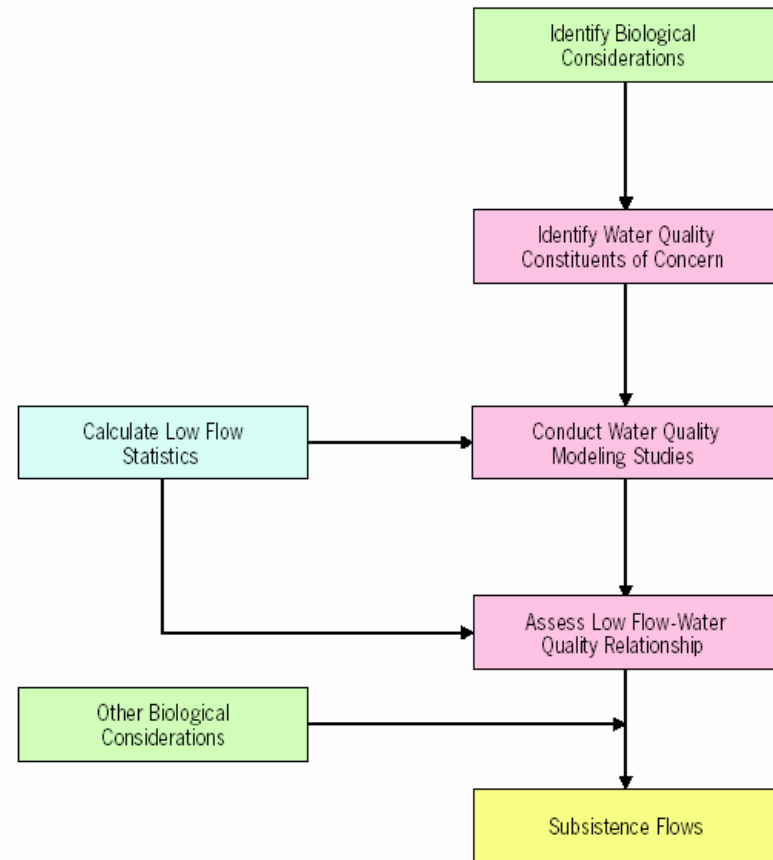 Identify Biological
Considerations
Identify Water Quality
Constituents of Concern
Calculate Low Flow
Statistics
Conduct Water Quality
Modeling Studies
Assess Low Flow-Water
Quality Relationship
Other Biological
Considerations
Subsistence Flows